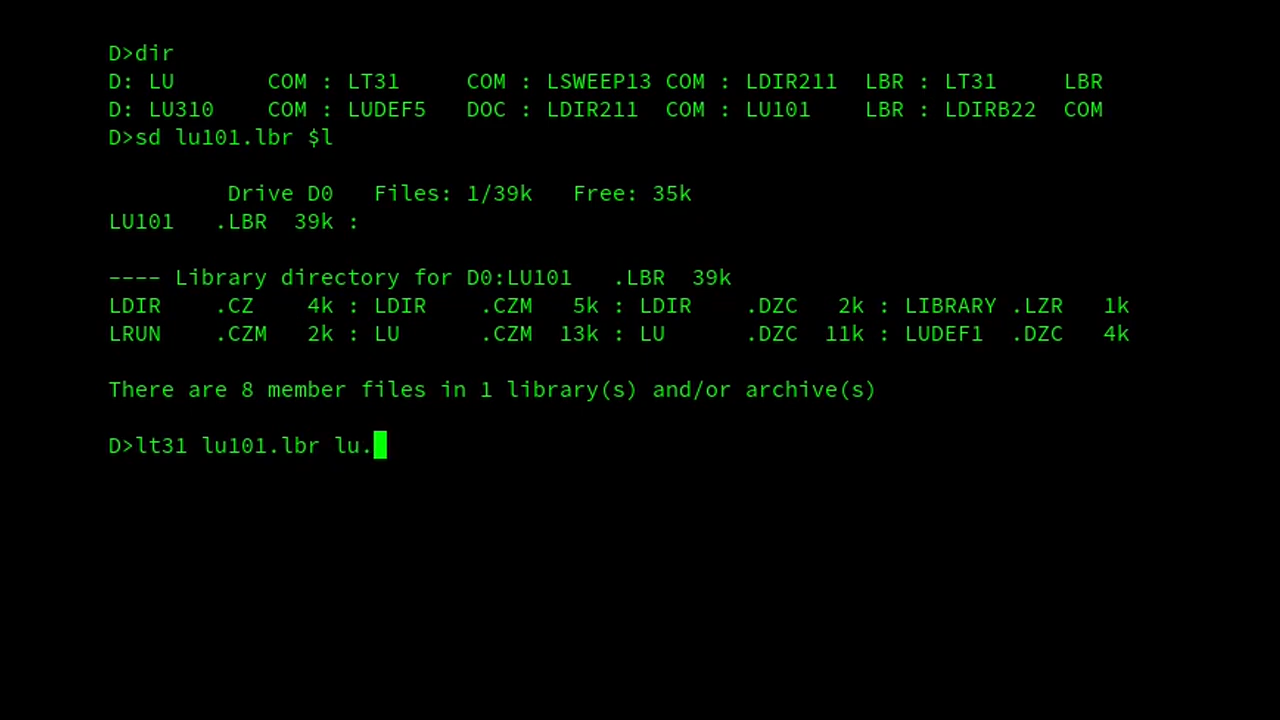 D>dir
D: LU       COM : LT31     COM : LSWEEP13 COM : LDIR211  LBR : LT31     LBR
D: LU310    COM : LUDEF5   DOC : LDIR211  COM : LU101    LBR : LDIRB22  COM
D>sd lu101.lbr $l
         Drive D0   Files: 1/39k   Free: 35k
LU101   .LBR  39k :
---- Library directory for D0:LU101   .LBR  39k
LDIR    .CZ    4k : LDIR    .CZM   5k : LDIR    .DZC   2k : LIBRARY .LZR   1k
LRUN    .CZM   2k : LU      .CZM  13k : LU      .DZC  11k : LUDEF1  .DZC   4k
There are 8 member files in 1 library(s) and/or archive(s)
D>lt31 lu101.lbr lu.